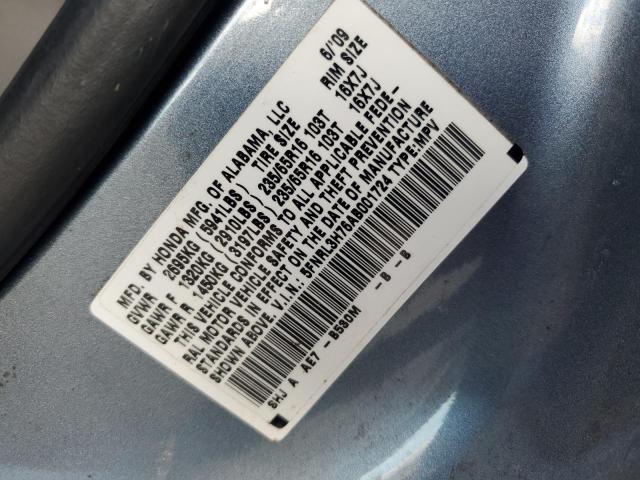 MFD. BY HONDA MFG. OF ALABAMA, LLC 6/'09
GVWR 2695KG (5941LBS) TIRE SIZE RIM SIZE
GAWR F 1320KG (2910LBS) 235/65R16 103T 16X7J
GAWR R 1450KG (3197LBS) 235/65R16 103T 16X7J
THIS VEHICLE CONFORMS TO ALL APPLICABLE FEDE-
RAL MOTOR VEHICLE SAFETY AND THEFT PREVENTION
STANDARDS IN EFFECT ON THE DATE OF MANUFACTURE
SHOWN ABOVE. V.I.N.: 5FNRL3H76AB001724 TYPE:MPV
SHJ A AE7 - B530M - B - B